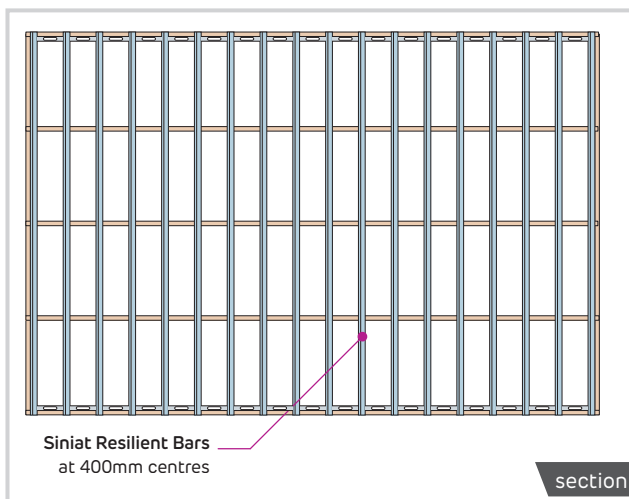 Siniat Resilient Bars
at 400mm centres
section